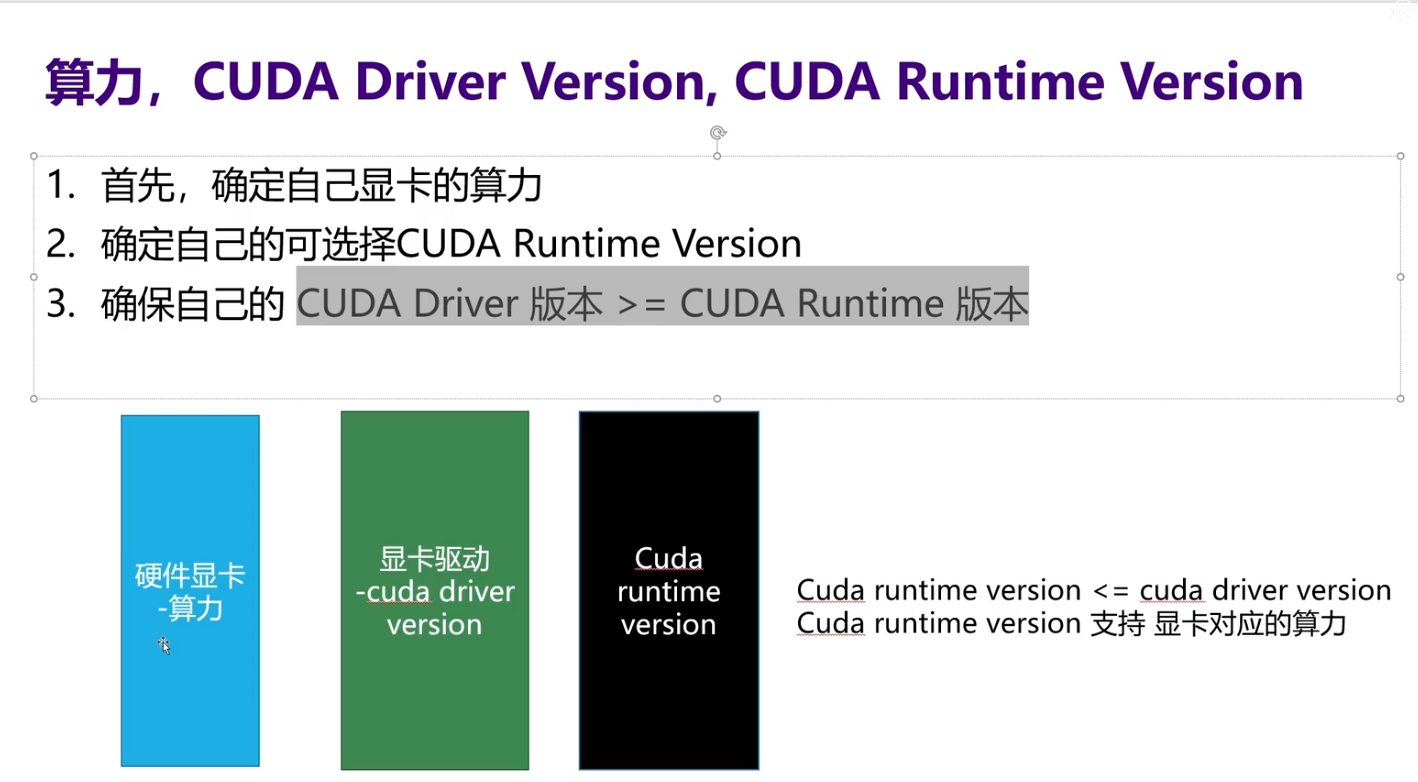 算力，CUDA Driver Version, CUDA Runtime Version
1. 首先，确定自己显卡的算力
2. 确定自己的可选择CUDA Runtime Version
3. 确保自己的 CUDA Driver 版本 >= CUDA Runtime 版本
硬件显卡
-算力
显卡驱动
-cuda driver
version
Cuda
runtime
version
Cuda runtime version <= cuda driver version
Cuda runtime version 支持 显卡对应的算力